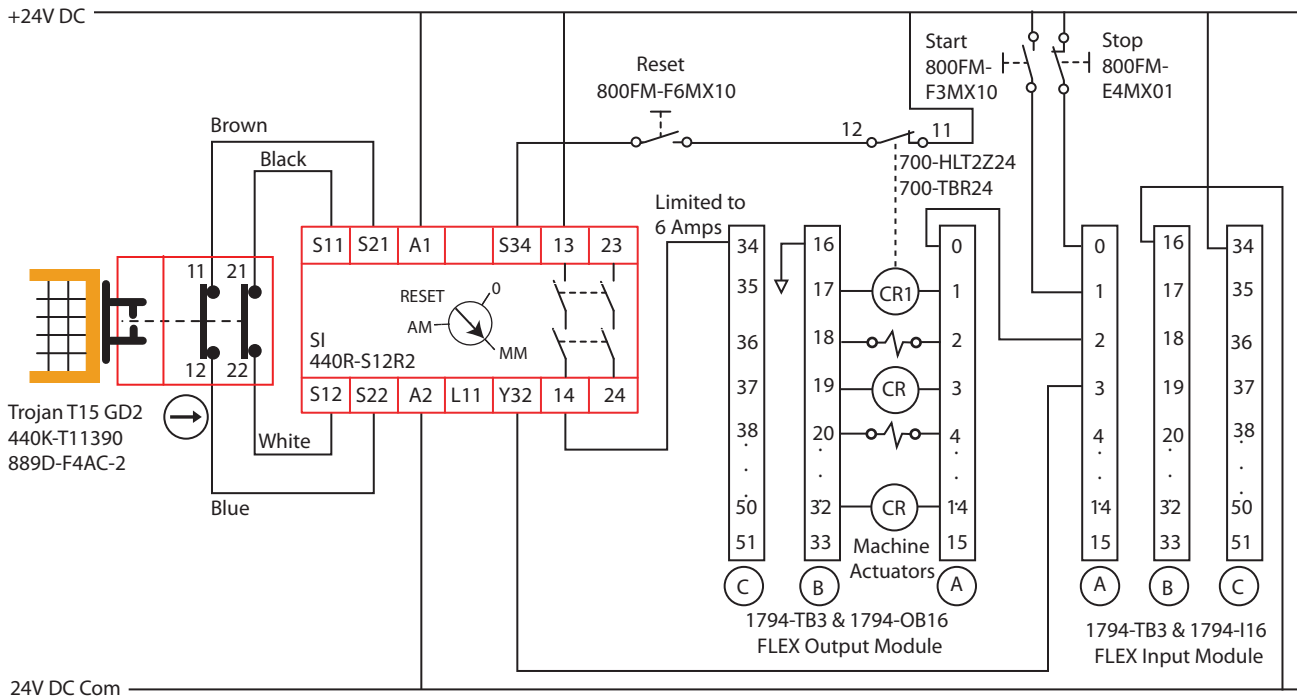 +24V DC
Start
800FM-
F3MX10
Stop
800FM-
E4MX01
Reset
800FM-F6MX10
12
11
700-HLT2Z24
700-TBR24
Brown
Black
Limited to
6 Amps
S11 S21 A1 S34 13 23
11 21
12 22
RESET
0
AM
MM
SI
440R-S12R2
S12 S22 A2 L11 Y32 14 24
Trojan T15 GD2
440K-T11390
889D-F4AC-2
White
Blue
34 16 0 0 16 34
35 17 CR1 1 1 17 35
36 18 2 2 18 36
37 19 CR 3 3 19 37
38 20 4 4 20 38
50 32 CR 14 14 32 50
51 33 15 15 33 51
Machine
Actuators
C B A A B C
1794-TB3 & 1794-OB16
FLEX Output Module
1794-TB3 & 1794-I16
FLEX Input Module
24V DC Com